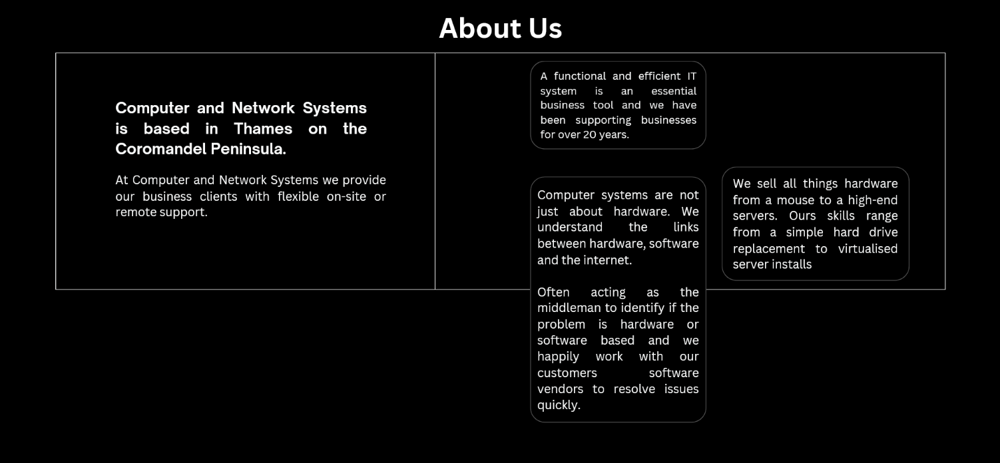 About Us
Computer and Network Systems
is based in Thames on the
Coromandel Peninsula.
At Computer and Network Systems we provide
our business clients with flexible on-site or
remote support.
A functional and efficient IT
system is an essential
business tool and we have
been supporting businesses
for over 20 years.
Computer systems are not
just about hardware. We
understand the links
between hardware, software
and the internet.
Often acting as the
middleman to identify if the
problem is hardware or
software based and we
happily work with our
customers software
vendors to resolve issues
quickly.
We sell all things hardware
from a mouse to a high-end
servers. Ours skills range
from a simple hard drive
replacement to virtualised
server installs